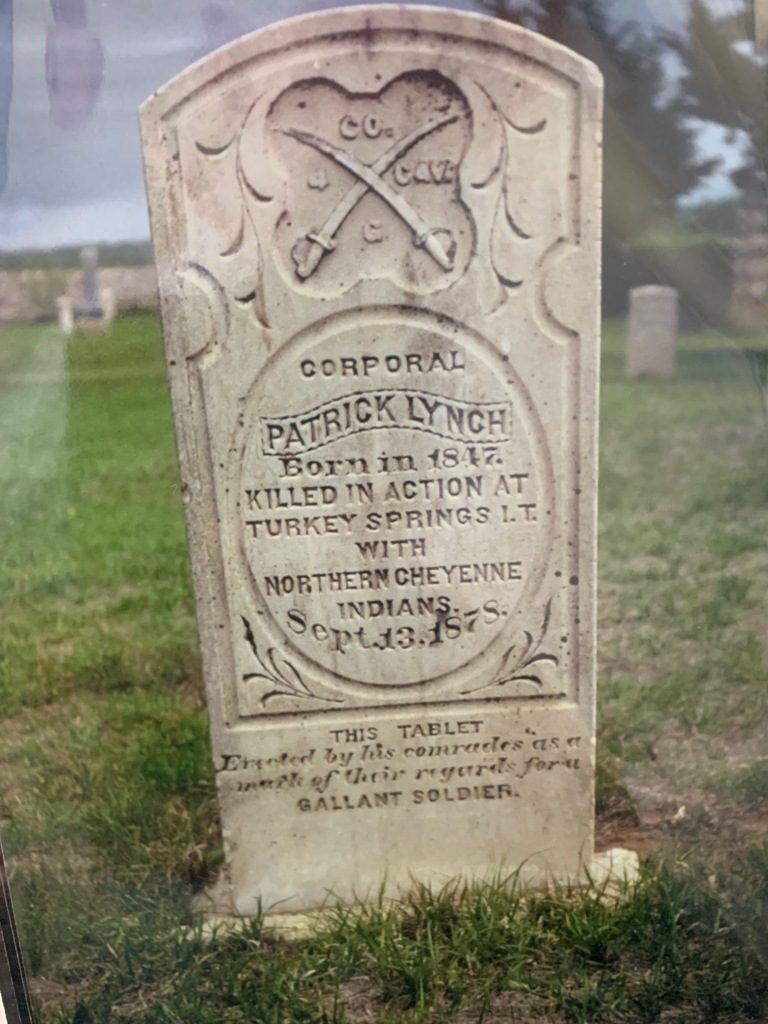 CO.
4 CAV.
G
CORPORAL
PATRICK LYNCH
Born in 1847.
KILLED IN ACTION AT
TURKEY SPRINGS I.T.
WITH
NORTHERN CHEYENNE
INDIANS.
Sept.13.1878.
THIS TABLET
Erected by his comrades as a
mark of their regards for a
GALLANT SOLDIER.